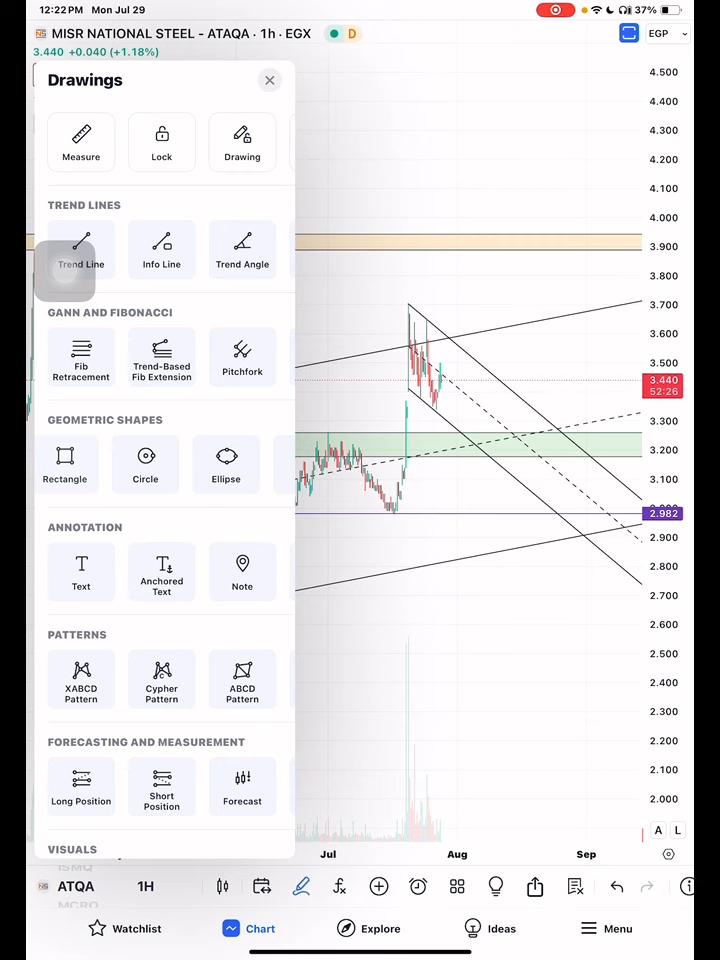 12:22 PM Mon Jul 29
37%
MISR NATIONAL STEEL - ATAQA · 1h · EGX
D
EGP
3.440 +0.040 (+1.18%)
Drawings
Measure
Lock
Drawing
TREND LINES
Trend Line
Info Line
Trend Angle
GANN AND FIBONACCI
Fib
Retracement
Trend-Based
Fib Extension
Pitchfork
GEOMETRIC SHAPES
Rectangle
Circle
Ellipse
ANNOTATION
Text
Anchored
Text
Note
PATTERNS
XABCD
Pattern
Cypher
Pattern
ABCD
Pattern
FORECASTING AND MEASUREMENT
Long Position
Short
Position
Forecast
VISUALS
4.500
4.400
4.300
4.200
4.100
4.000
3.900
3.800
3.700
3.600
3.500
3.440
52:26
3.300
3.200
3.100
2.982
2.900
2.800
2.700
2.600
2.500
2.400
2.300
2.200
2.100
2.000
A
L
Jul
Aug
Sep
ATQA
1H
Watchlist
Chart
Explore
Ideas
Menu